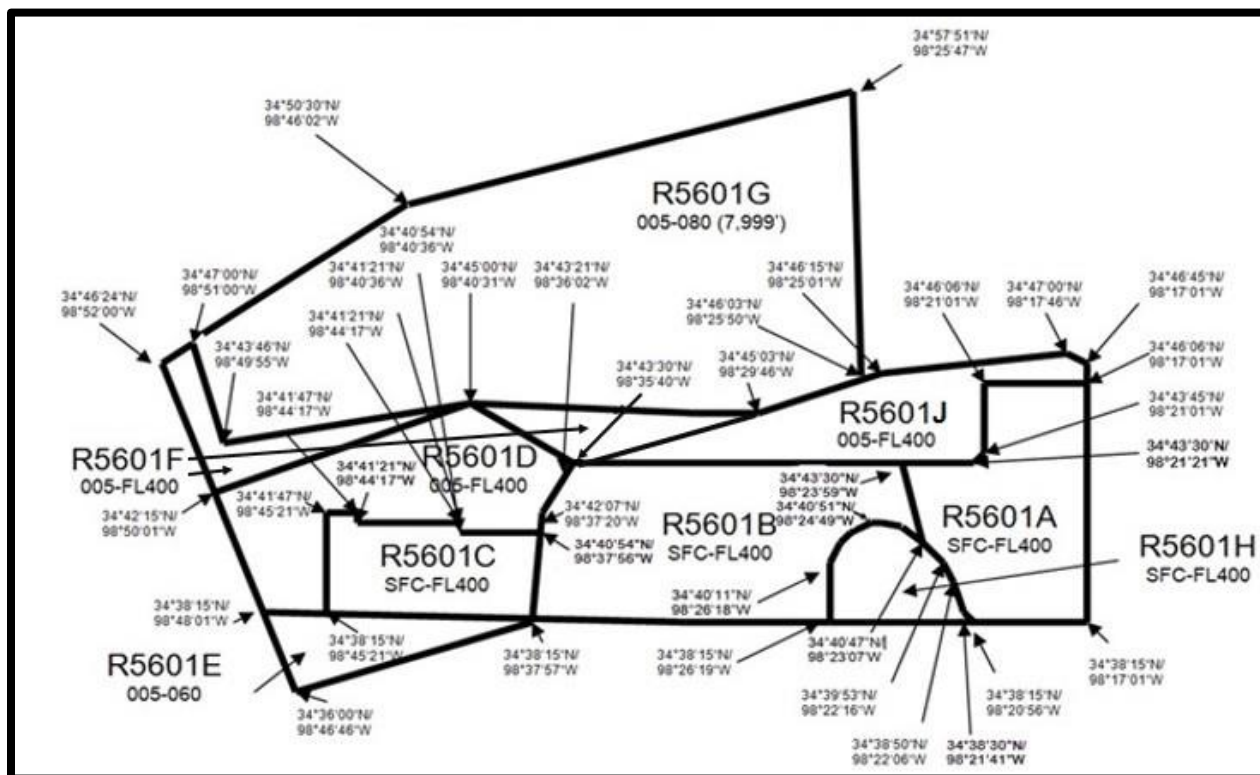 34°57'51"N/
98°25'47"W
34°50'30"N/
98°46'02"W
R5601G
005-080 (7,999')
34°40'54"N/
98°40'36"W
34°47'00"N/
98°51'00"W
34°41'21"N/
98°40'36"W
34°45'00"N/
98°40'31"W
34°43'21"N/
98°36'02"W
34°46'15"N/
98°25'01"W
34°46'24"N/
98°52'00"W
34°46'06"N/
98°21'01"W
34°47'00"N/
98°17'46"W
34°46'45"N/
98°17'01"W
34°41'21"N/
98°44'17"W
34°46'03"N/
98°25'50"W
34°43'46"N/
98°49'55"W
34°43'30"N/
98°35'40"W
34°45'03"N/
98°29'46"W
34°46'06"N/
98°17'01"W
34°41'47"N/
98°44'17"W
R5601J
005-FL400
34°43'45"N/
98°21'01"W
R5601F
005-FL400
R5601D
005-FL400
34°43'30"N/
98°21'21"W
34°41'21"N/
98°44'17"W
34°43'30"N/
98°23'59"W
34°41'47"N/
98°45'21"W
34°42'15"N/
98°50'01"W
34°42'07"N/
98°37'20"W
34°40'51"N/
98°24'49"W
R5601B
SFC-FL400
R5601A
SFC-FL400
R5601C
SFC-FL400
34°40'54"N/
98°37'56"W
R5601H
SFC-FL400
34°40'11"N/
98°26'18"W
34°38'15"N/
98°48'01"W
34°38'15"N/
98°45'21"W
34°38'15"N/
98°37'57"W
34°38'15"N/
98°26'19"W
34°40'47"N/
98°23'07"W
34°38'15"N/
98°17'01"W
R5601E
005-060
34°39'53"N/
98°22'16"W
34°38'15"N/
98°20'56"W
34°36'00"N/
98°46'46"W
34°38'50"N/
98°22'06"W
34°38'30"N/
98°21'41"W